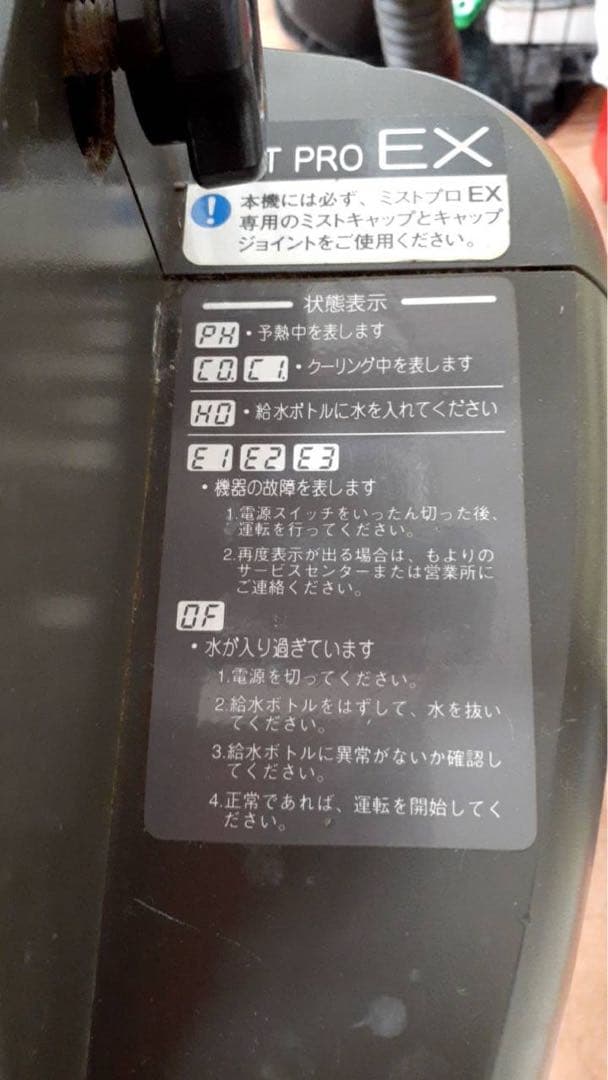 T PRO EX
本機には必ず、ミストプロEX
専用のミストキャップとキャップ
ジョイントをご使用ください。
状態表示
PH・予熱中を表します
C0. C1.・クーリング中を表します
H0・給水ボトルに水を入れてください
E1 E2 E3
・機器の故障を表します
1.電源スイッチをいったん切った後、
運転を行ってください。
2.再度表示が出る場合は、もよりの
サービスセンターまたは営業所に
ご連絡ください。
OF
・水が入り過ぎています
1.電源を切ってください。
2.給水ボトルをはずして、水を抜い
てください。
3.給水ボトルに異常がないか確認し
てください。
4.正常であれば、運転を開始してく
ださい。